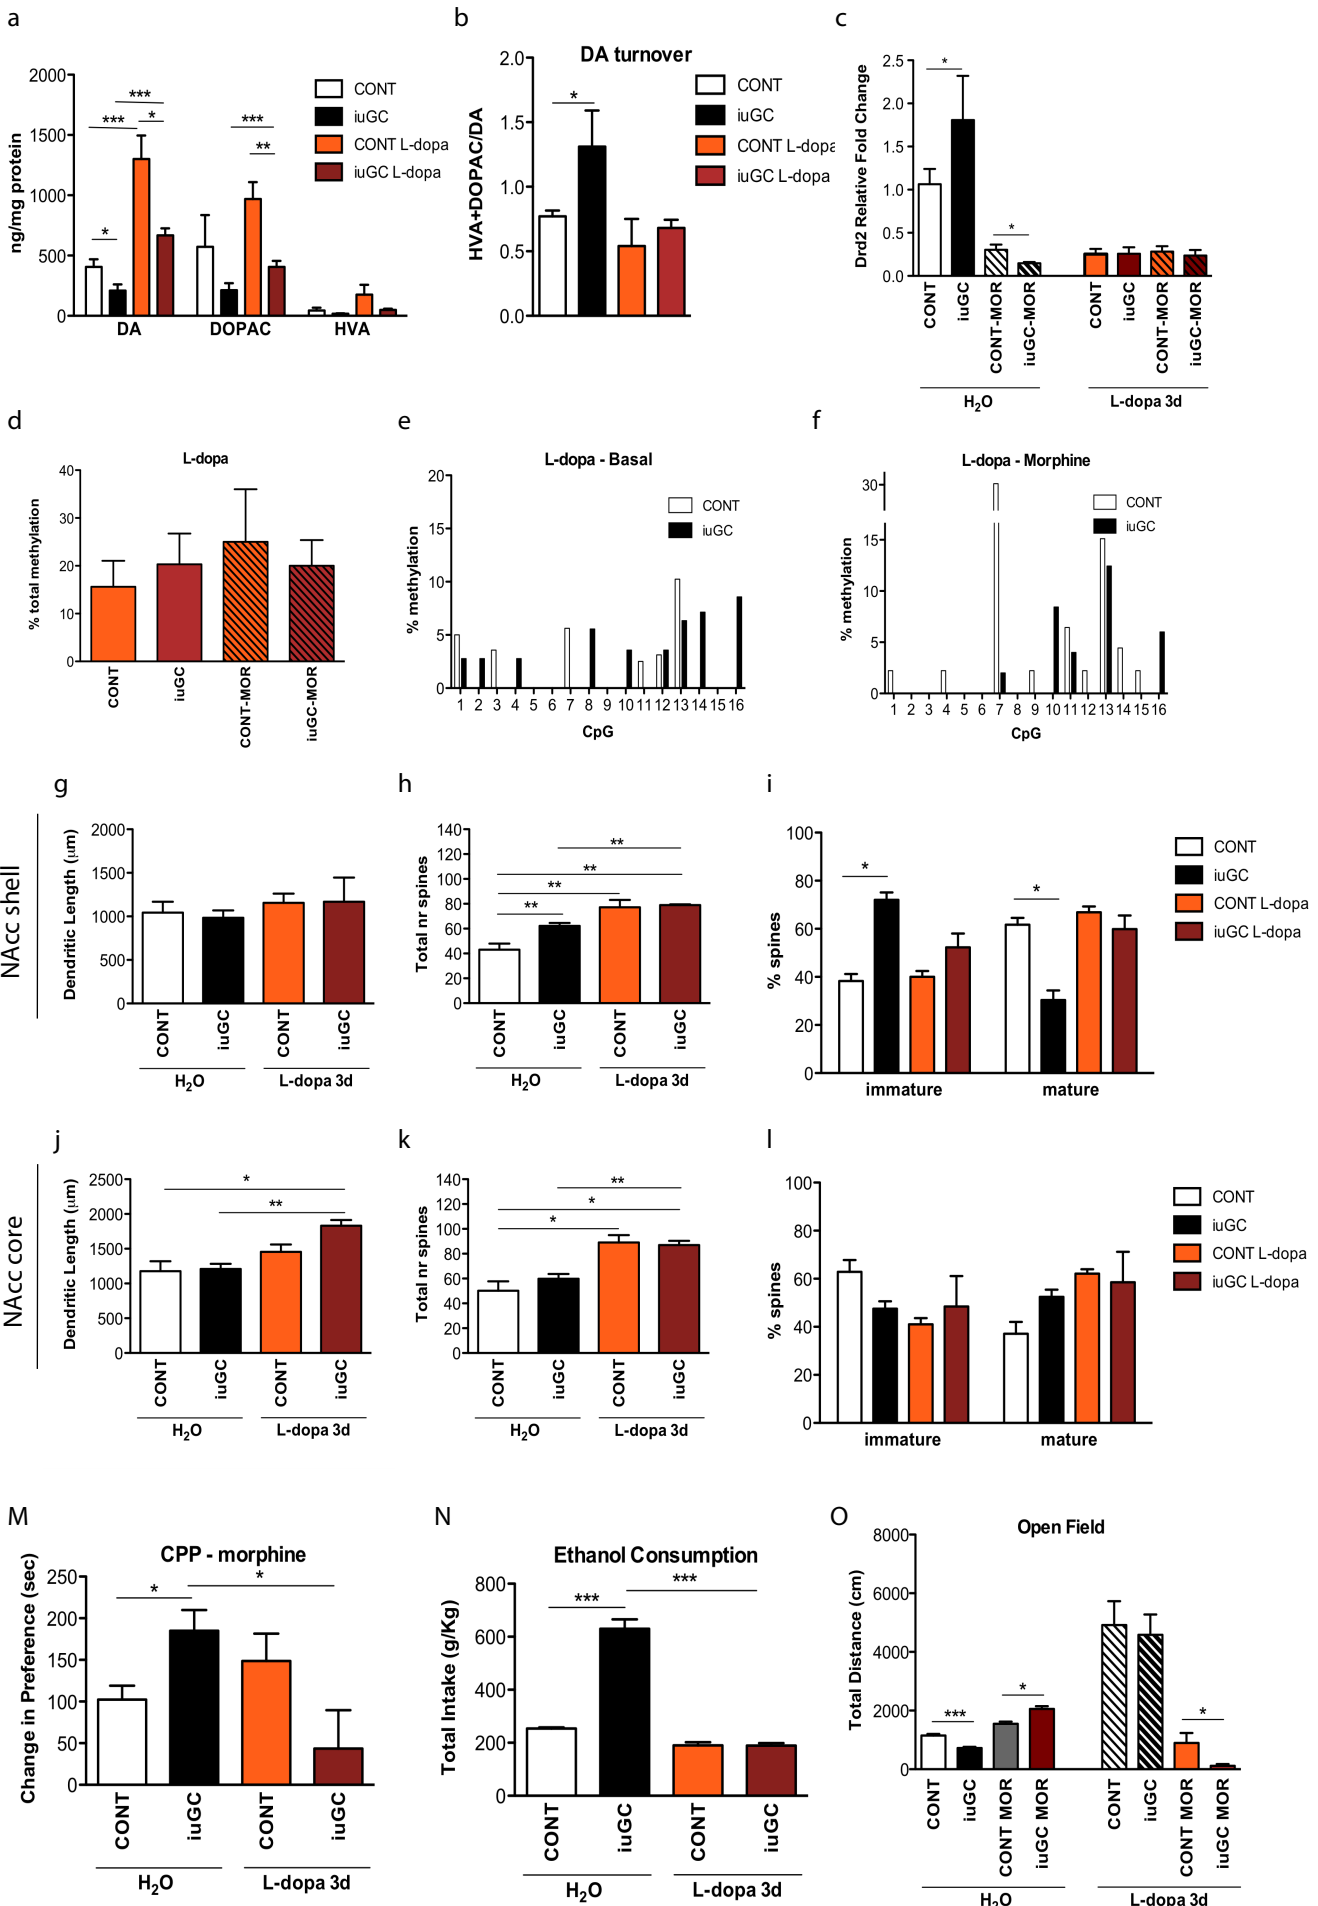 a
ng/mg protein
2000
1500
1000
500
0
***
***
*
*
***
**
DA
DOPAC
HVA
CONT
iuGC
CONT L-dopa
iuGC L-dopa
b
DA turnover
HVA+DOPAC/DA
2.0
1.5
1.0
0.5
0.0
*
CONT
iuGC
CONT L-dopa
iuGC L-dopa
c
Drd2 Relative Fold Change
2.5
2.0
1.5
1.0
0.5
0.0
*
*
CONT
iuGC
CONT-MOR
iuGC-MOR
CONT
iuGC
CONT-MOR
iuGC-MOR
H2O
L-dopa 3d
d
L-dopa
% total methylation
40
30
20
10
0
CONT
iuGC
CONT-MOR
iuGC-MOR
e
L-dopa - Basal
% methylation
20
15
10
5
0
CONT
iuGC
1 2 3 4 5 6 7 8 9 10 11 12 13 14 15 16
CpG
f
L-dopa - Morphine
% methylation
30
15
10
5
0
CONT
iuGC
1 2 3 4 5 6 7 8 9 10 11 12 13 14 15 16
CpG
NAcc shell
g
Dendritic Length (µm)
2000
1500
1000
500
0
CONT
iuGC
CONT
iuGC
H2O
L-dopa 3d
h
Total nr spines
140
120
100
80
60
40
20
0
**
**
**
**
CONT
iuGC
CONT
iuGC
H2O
L-dopa 3d
i
% spines
100
80
60
40
20
0
*
*
immature
mature
CONT
iuGC
CONT L-dopa
iuGC L-dopa
NAcc core
j
Dendritic Length (µm)
2500
2000
1500
1000
500
0
*
**
CONT
iuGC
CONT
iuGC
H2O
L-dopa 3d
k
Total nr spines
140
120
100
80
60
40
20
0
**
*
*
CONT
iuGC
CONT
iuGC
H2O
L-dopa 3d
l
% spines
100
80
60
40
20
0
immature
mature
CONT
iuGC
CONT L-dopa
iuGC L-dopa
M
CPP - morphine
Change in Preference (sec)
250
200
150
100
50
0
*
*
CONT
iuGC
CONT
iuGC
H2O
L-dopa 3d
N
Ethanol Consumption
Total Intake (g/Kg)
800
600
400
200
0
***
***
CONT
iuGC
CONT
iuGC
H2O
L-dopa 3d
O
Open Field
Total Distance (cm)
8000
6000
4000
2000
0
***
*
*
CONT
iuGC
CONT MOR
iuGC MOR
CONT
iuGC
CONT MOR
iuGC MOR
H2O
L-dopa 3d